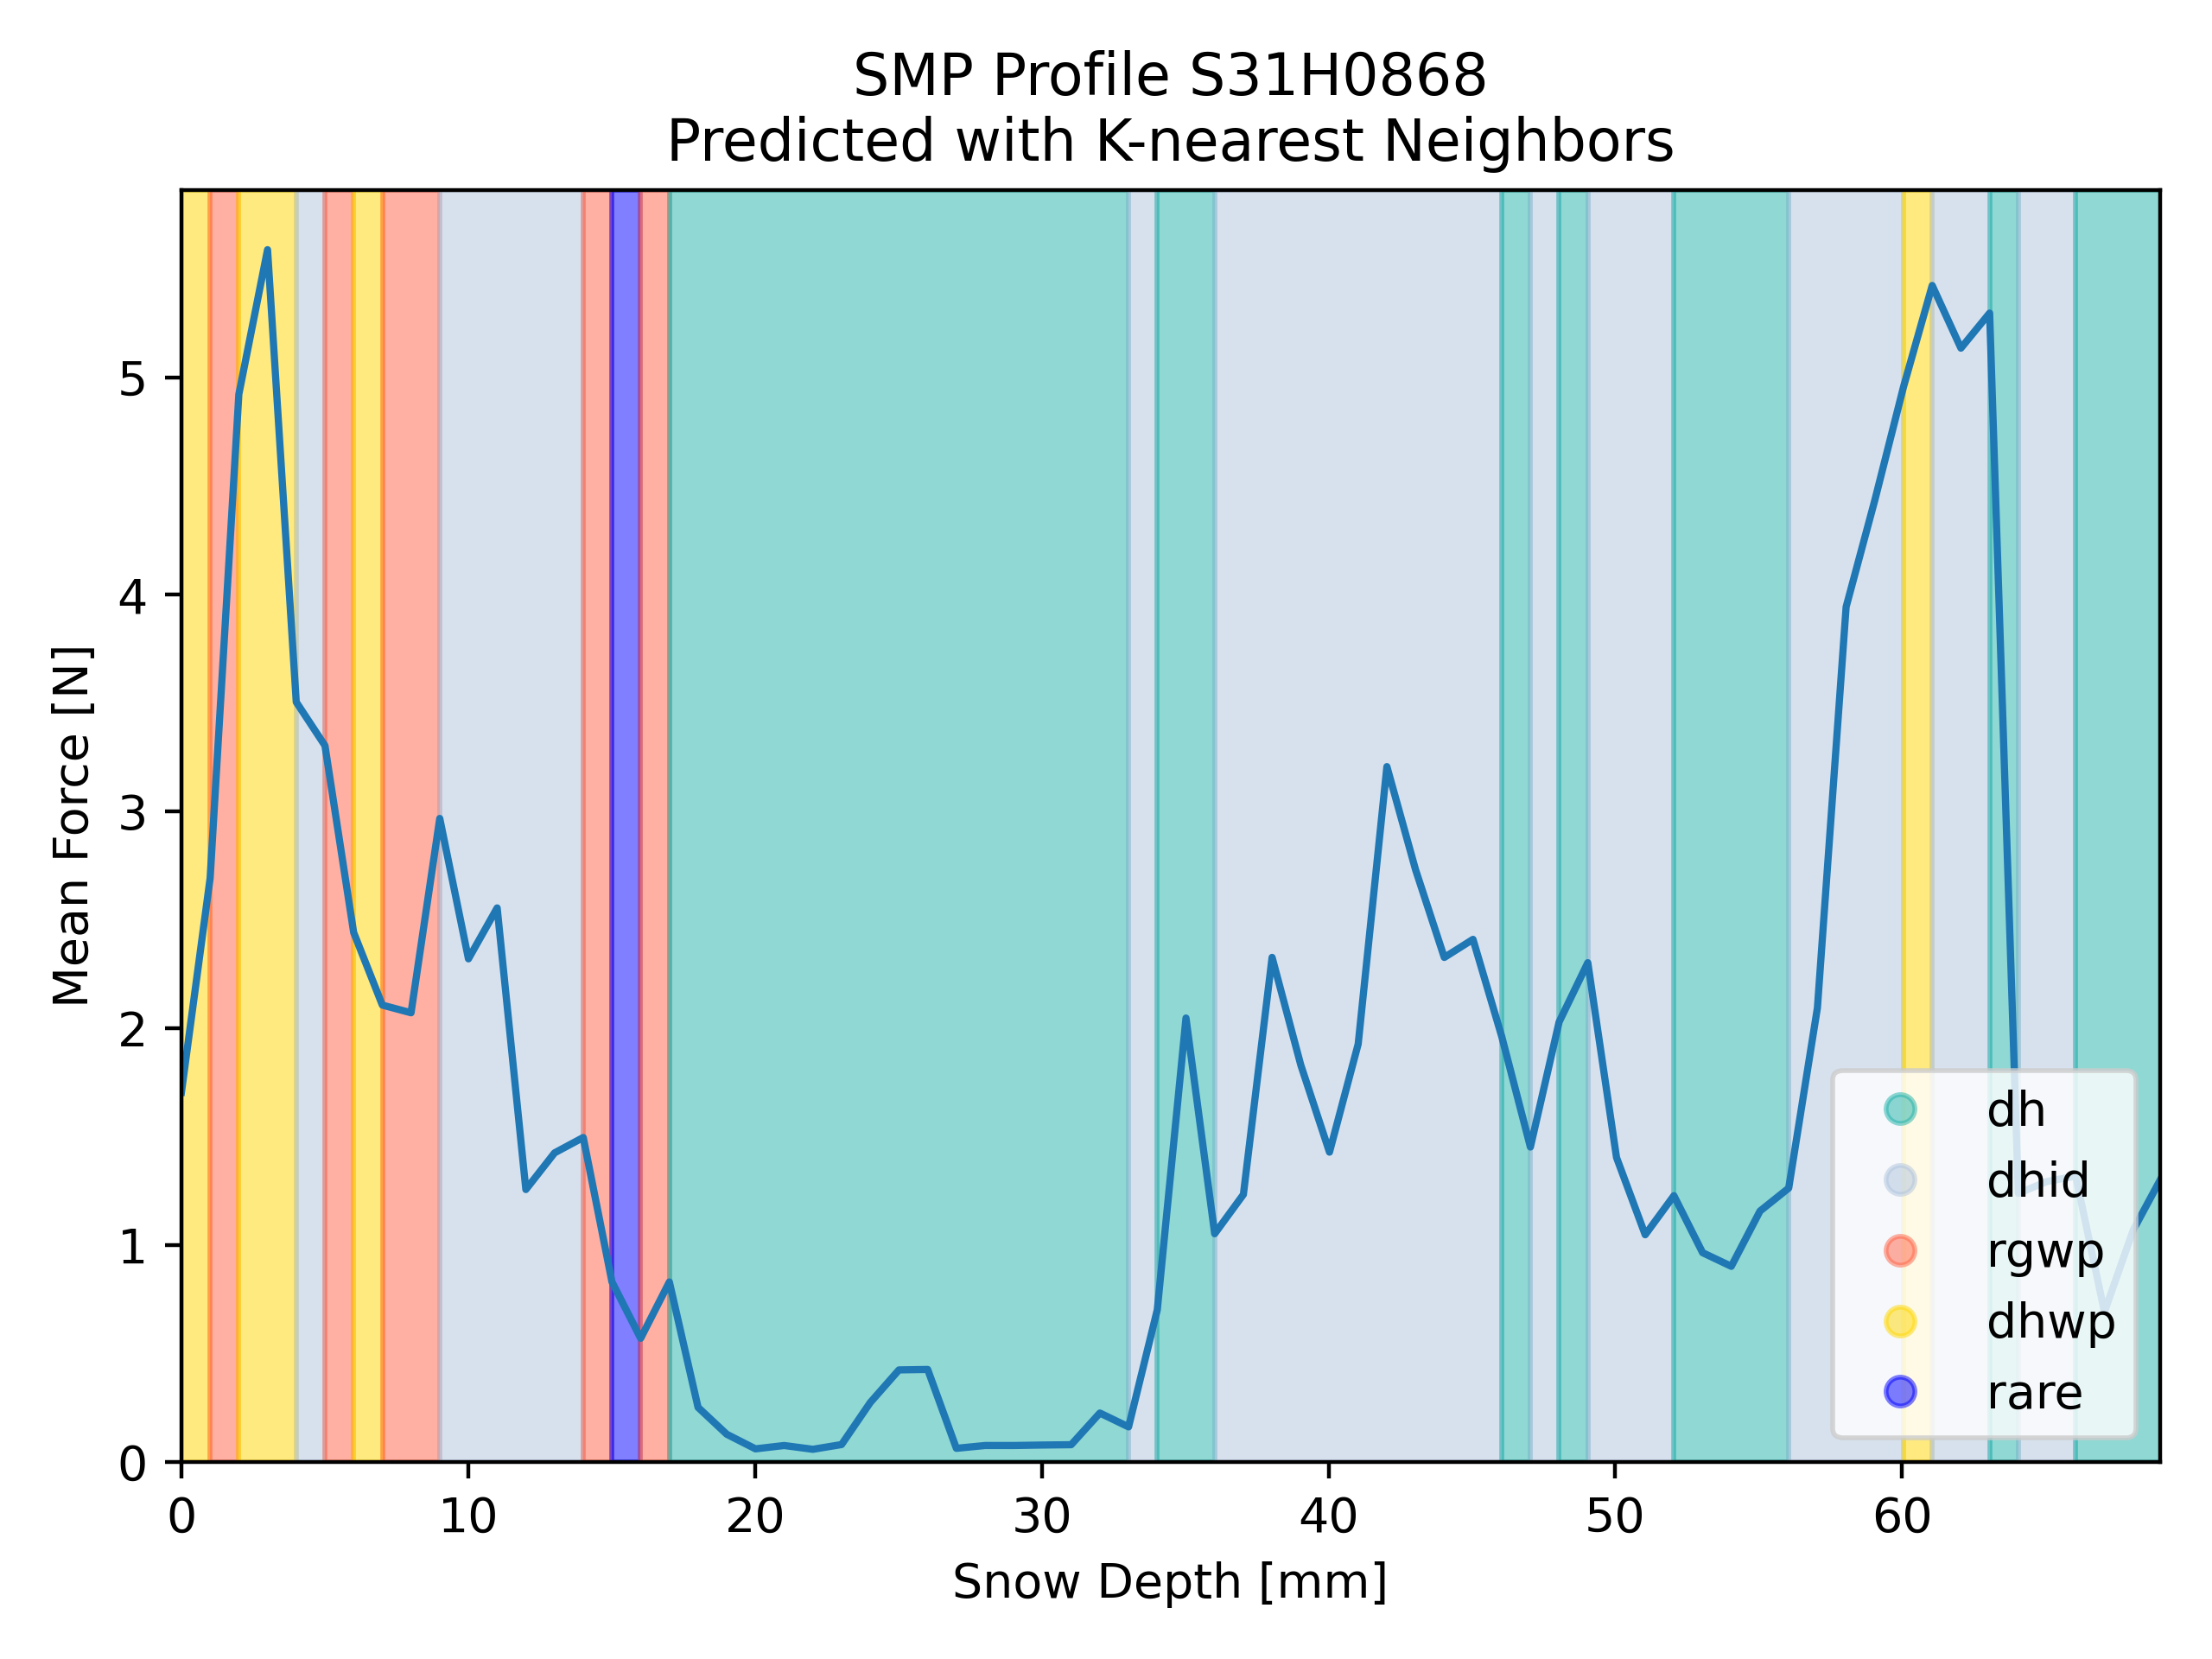 SMP Profile S31H0868
Predicted with K-nearest Neighbors
Mean Force [N]
5
4
3
2
1
0
0 10 20 30 40 50 60
Snow Depth [mm]
dh
dhid
rgwp
dhwp
rare